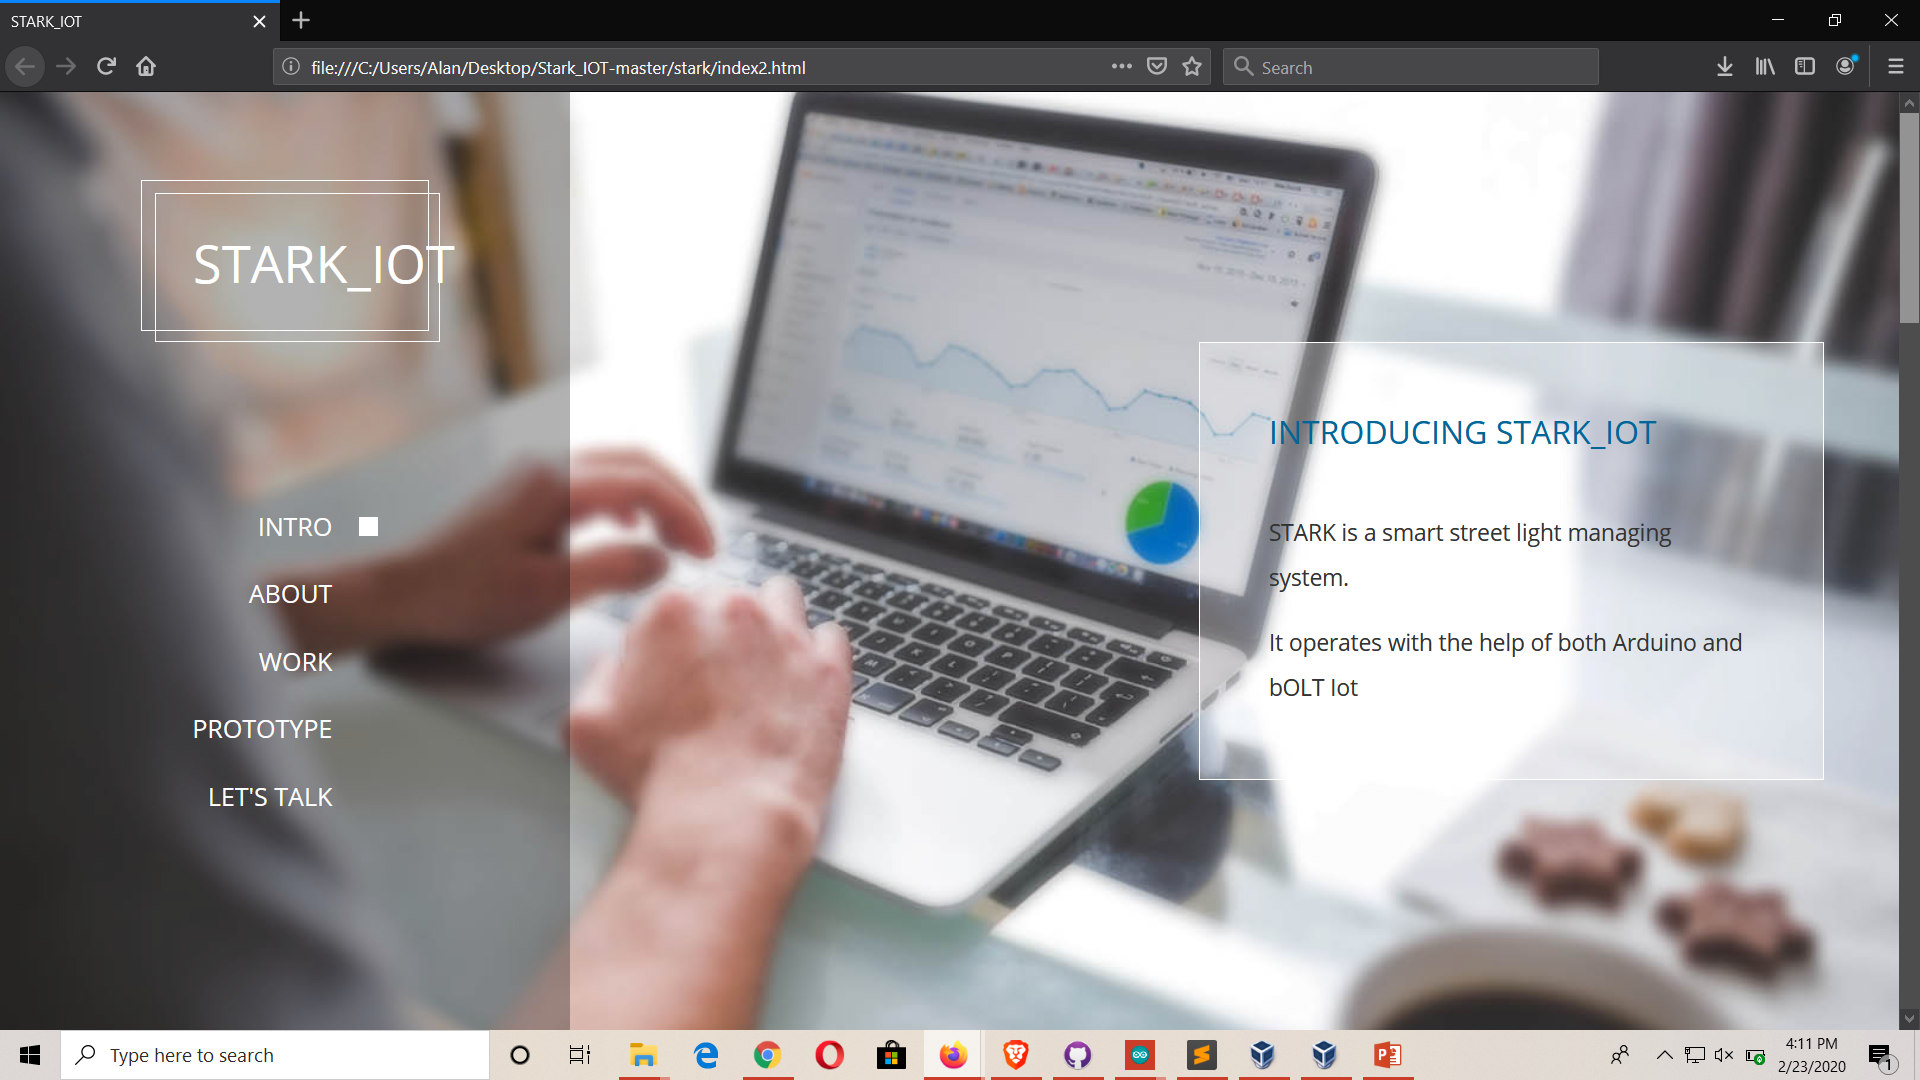 STARK_IOT
file:///C:/Users/Alan/Desktop/Stark_IOT-master/stark/index2.html
Search
STARK_IOT
INTRO
ABOUT
WORK
PROTOTYPE
LET'S TALK
INTRODUCING STARK_IOT
STARK is a smart street light managing
system.
It operates with the help of both Arduino and
bOLT Iot
Type here to search
4:11 PM
2/23/2020
1